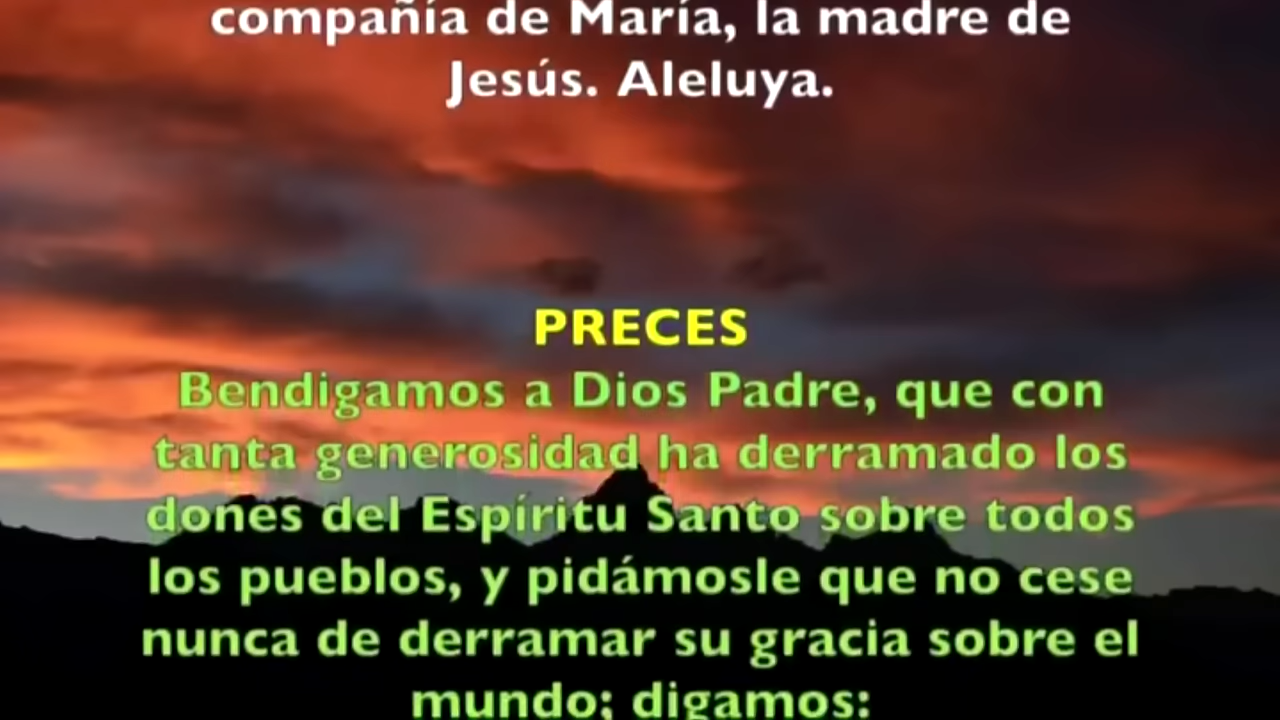 compañía de María, la madre de
Jesús. Aleluya.
PRECES
Bendigamos a Dios Padre, que con
tanta generosidad ha derramado los
dones del Espíritu Santo sobre todos
los pueblos, y pidámosle que no cese
nunca de derramar su gracia sobre el
mundo; digamos: